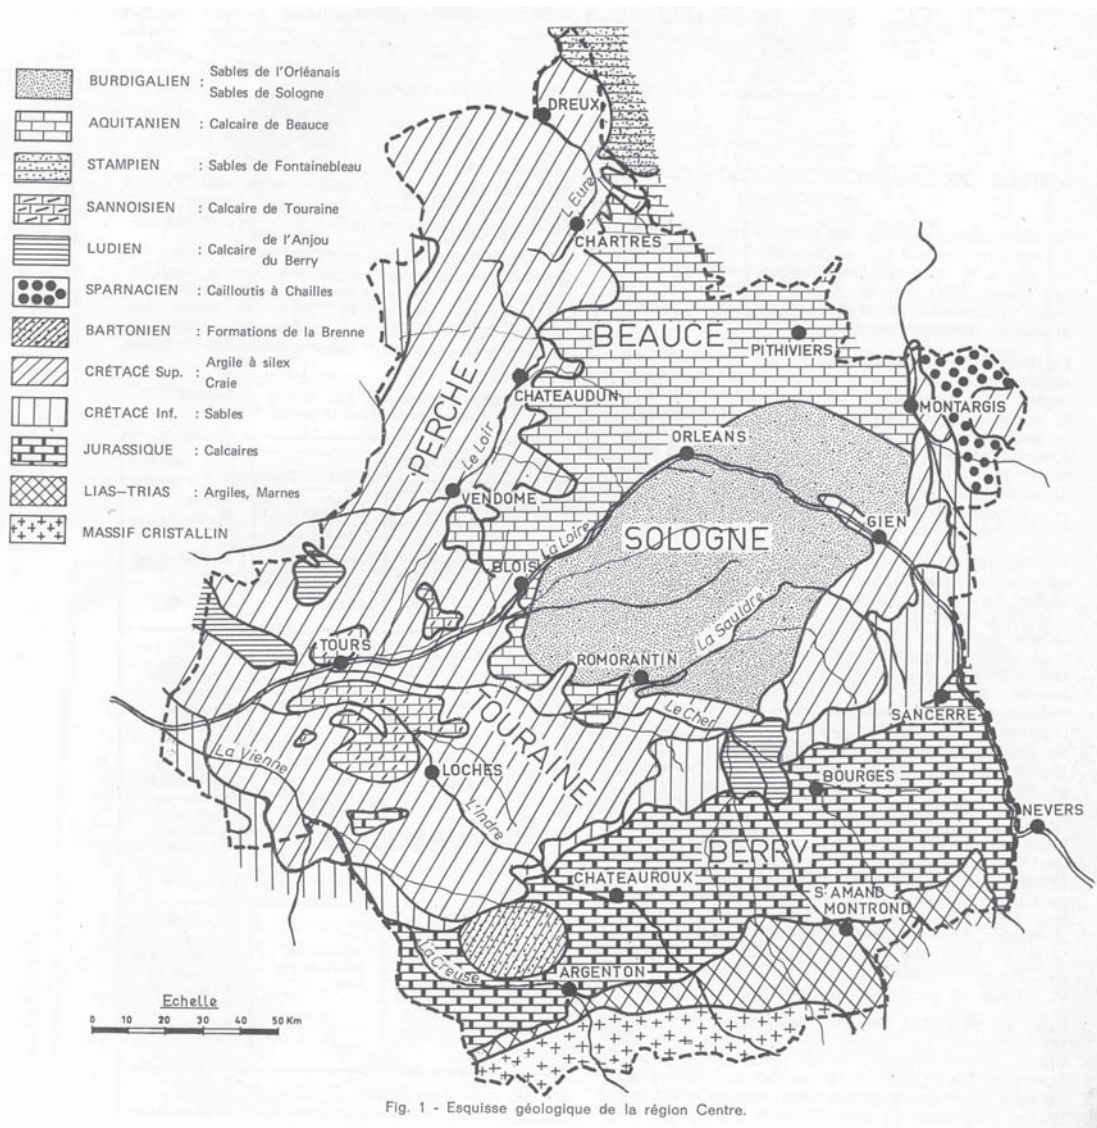 BURDIGALIEN : Sables de l'Orléanais
Sables de Sologne
AQUITANIEN : Calcaire de Beauce
STAMPIEN : Sables de Fontainebleau
SANNOISIEN : Calcaire de Touraine
LUDIEN : Calcaire de l'Anjou
du Berry
SPARNACIEN : Cailloutis à Chailles
BARTONIEN : Formations de la Brenne
CRÉTACÉ Sup. : Argile à silex
Craie
CRÉTACÉ Inf. : Sables
JURASSIQUE : Calcaires
LIAS-TRIAS : Argiles, Marnes
MASSIF CRISTALLIN
DREUX
L'Eure
CHARTRES
BEAUCE
PITHIVIERS
CHATEAUDUN
MONTARGIS
PERCHE
ORLEANS
Le Loir
VENDOME
La Loire
SOLOGNE
GIEN
BLOIS
La Sauldre
TOURS
ROMORANTIN
Le Cher
SANCERRE
TOURAINE
La Vienne
LOCHES
BOURGES
L'Indre
NEVERS
BERRY
CHATEAUROUX
ST AMAND
MONTROND
La Creuse
ARGENTON
Echelle
0 10 20 30 40 50 Km
Fig. 1 - Esquisse géologique de la région Centre.